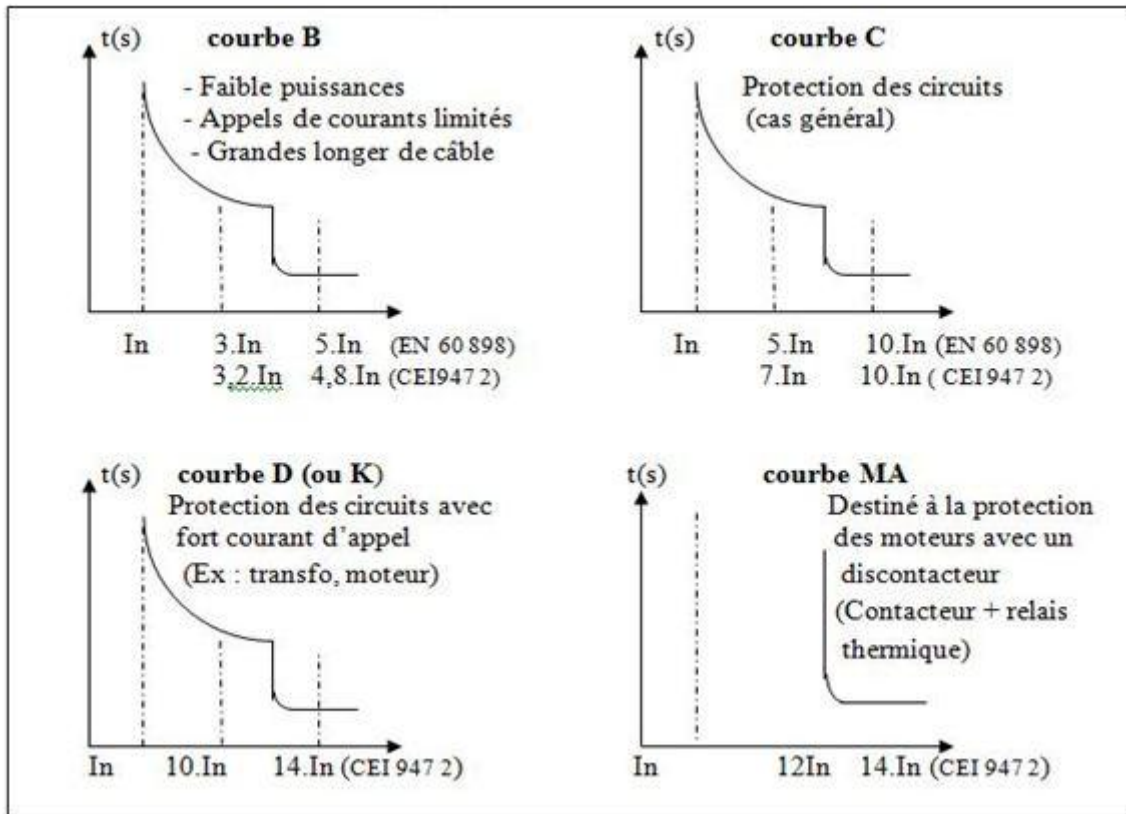 t(s) courbe B
- Faible puissances
- Appels de courants limités
- Grandes longer de câble
In 3.In 5.In (EN 60 898)
3,2.In 4,8.In (CEI947 2)
t(s) courbe C
Protection des circuits
(cas général)
In 5.In 10.In (EN 60 898)
7.In 10.In ( CEI 947 2)
t(s) courbe D (ou K)
Protection des circuits avec
fort courant d’appel
(Ex : transfo, moteur)
In 10.In 14.In (CEI 947 2)
t(s) courbe MA
Destiné à la protection
des moteurs avec un
discontacteur
(Contacteur + relais
thermique)
In 12In 14.In (CEI 947 2)